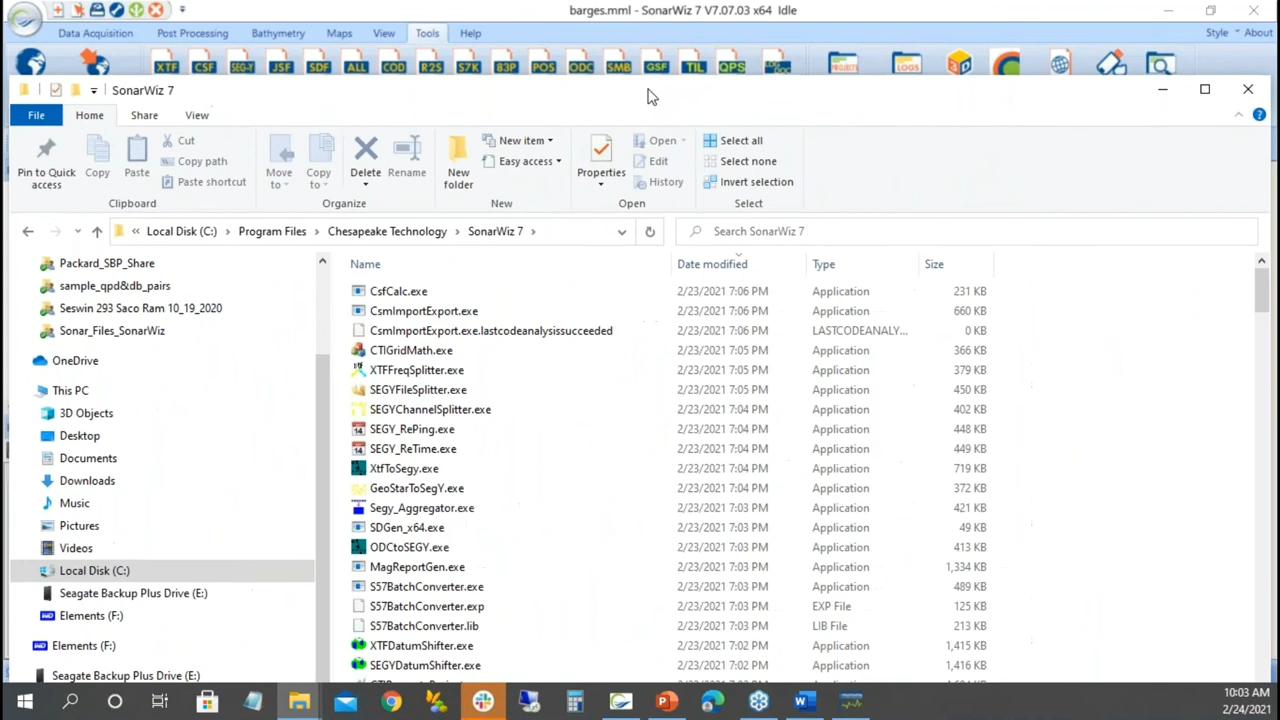 barges.mml - SonarWiz 7 V7.07.03 x64 Idle
Data Acquisition Post Processing Bathymetry Maps View Tools Help Style About
XTF CSF SEG-Y JSF SDF ALL COD R2S S7K 83P POS ODC SMB GSF TIL QPS PROJECTS LOGS
SonarWiz 7
File Home Share View
Pin to Quick access
Copy
Paste
Cut
Copy path
Paste shortcut
Clipboard
Move to
Copy to
Delete
Rename
Organize
New folder
New item
Easy access
New
Properties
Open
Edit
History
Open
Select all
Select none
Invert selection
Select
« Local Disk (C:) > Program Files > Chesapeake Technology > SonarWiz 7 >
Search SonarWiz 7
Packard_SBP_Share
sample_qpd&db_pairs
Seswin 293 Saco Ram 10_19_2020
Sonar_Files_SonarWiz
OneDrive
This PC
3D Objects
Desktop
Documents
Downloads
Music
Pictures
Videos
Local Disk (C:)
Seagate Backup Plus Drive (E:)
Elements (F:)
Elements (F:)
Seagate Backup Plus Drive (E:)
Name Date modified Type Size
CsfCalc.exe 2/23/2021 7:06 PM Application 231 KB
CsmImportExport.exe 2/23/2021 7:06 PM Application 660 KB
CsmImportExport.exe.lastcodeanalysissucceeded 2/23/2021 7:06 PM LASTCODEANALY... 0 KB
CTIGridMath.exe 2/23/2021 7:05 PM Application 366 KB
XTFFreqSplitter.exe 2/23/2021 7:05 PM Application 379 KB
SEGYFileSplitter.exe 2/23/2021 7:05 PM Application 450 KB
SEGYChannelSplitter.exe 2/23/2021 7:04 PM Application 402 KB
SEGY_RePing.exe 2/23/2021 7:04 PM Application 448 KB
SEGY_ReTime.exe 2/23/2021 7:04 PM Application 449 KB
XtfToSegy.exe 2/23/2021 7:04 PM Application 719 KB
GeoStarToSegY.exe 2/23/2021 7:04 PM Application 372 KB
Segy_Aggregator.exe 2/23/2021 7:03 PM Application 421 KB
SDGen_x64.exe 2/23/2021 7:03 PM Application 49 KB
ODCtoSEGY.exe 2/23/2021 7:03 PM Application 413 KB
MagReportGen.exe 2/23/2021 7:03 PM Application 1,334 KB
S57BatchConverter.exe 2/23/2021 7:03 PM Application 489 KB
S57BatchConverter.exp 2/23/2021 7:03 PM EXP File 125 KB
S57BatchConverter.lib 2/23/2021 7:03 PM LIB File 213 KB
XTFDatumShifter.exe 2/23/2021 7:02 PM Application 1,415 KB
SEGYDatumShifter.exe 2/23/2021 7:02 PM Application 1,416 KB
10:03 AM
2/24/2021